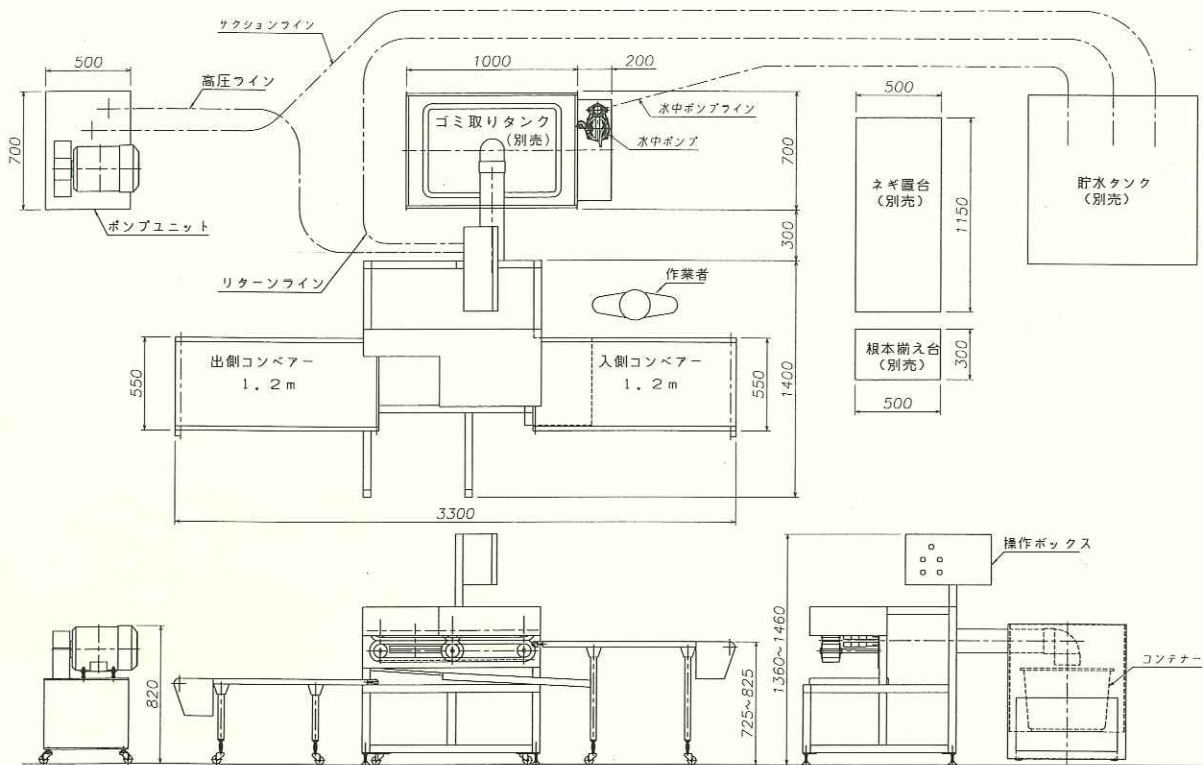 サクションライン
500
高圧ライン
700
ポンプユニット
リターンライン
1000
200
ゴミ取りタンク
(別売)
水中ポンプライン
水中ポンプ
700
300
500
ネギ置台
(別売)
1150
貯水タンク
(別売)
作業者
出側コンベアー
1.2m
550
入側コンベアー
1.2m
550
1400
根本揃え台
(別売)
300
500
3300
操作ボックス
820
725~825
1360~1460
コンテナー